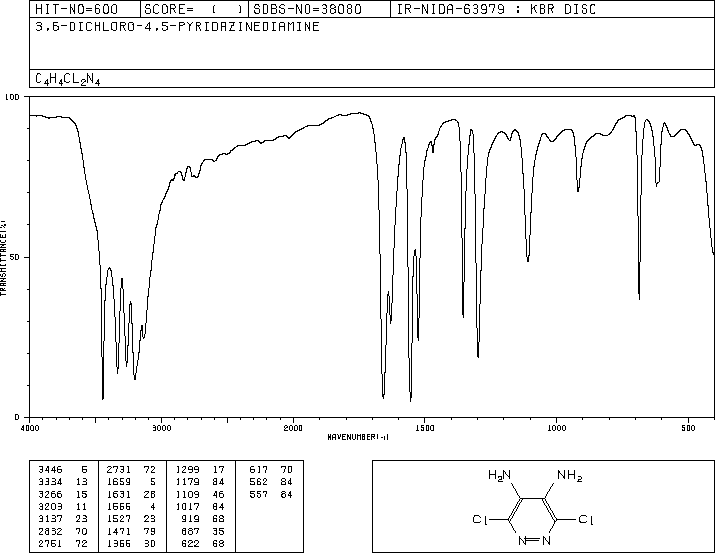 HIT-NO=600 SCORE= ( ) SDBS-NO=38080 IR-NIDA-63979 : KBR DISC
3,6-DICHLORO-4,5-PYRIDAZINEDIAMINE
C4H4CL2N4
100
50
0
TRANSMITTANCE(%)
4000 3000 2000 1500 1000 500
WAVENUMBER(-1)
3446 5 2731 72 1299 17 617 70
3334 13 1659 5 1179 84 562 84
3266 15 1631 28 1109 46 557 84
3203 11 1556 4 1017 84
3137 23 1527 23 919 68
2832 70 1471 79 687 35
2761 72 1356 30 622 68
H2N NH2
Cl Cl
N=N